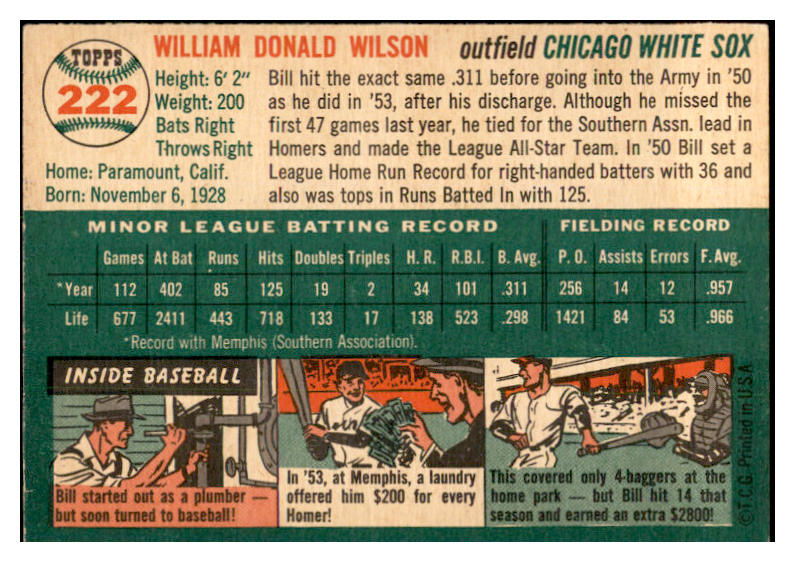 TOPPS
222
WILLIAM DONALD WILSON outfield CHICAGO WHITE SOX
Height: 6' 2"
Weight: 200
Bats Right
Throws Right
Home: Paramount, Calif.
Born: November 6, 1928
Bill hit the exact same .311 before going into the Army in '50
as he did in '53, after his discharge. Although he missed the
first 47 games last year, he tied for the Southern Assn. lead in
Homers and made the League All-Star Team. In '50 Bill set a
League Home Run Record for right-handed batters with 36 and
also was tops in Runs Batted In with 125.
MINOR LEAGUE BATTING RECORD FIELDING RECORD
Games At Bat Runs Hits Doubles Triples H. R. R.B.I. B. Avg. P. O. Assists Errors F. Avg.
*Year 112 402 85 125 19 2 34 101 .311 256 14 12 .957
Life 677 2411 443 718 133 17 138 523 .298 1421 84 53 .966
*Record with Memphis (Southern Association).
INSIDE BASEBALL
Bill started out as a plumber —
but soon turned to baseball!
In '53, at Memphis, a laundry
offered him $200 for every
Homer!
This covered only 4-baggers at the
home park — but Bill hit 14 that
season and earned an extra $2800!
©T.C.G. Printed in U.S.A.